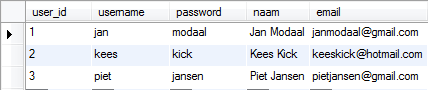 user_id username password naam email
1 jan modaal Jan Modaal janmodaal@gmail.com
2 kees kick Kees Kick keeskick@hotmail.com
3 piet jansen Piet Jansen pietjansen@gmail.com